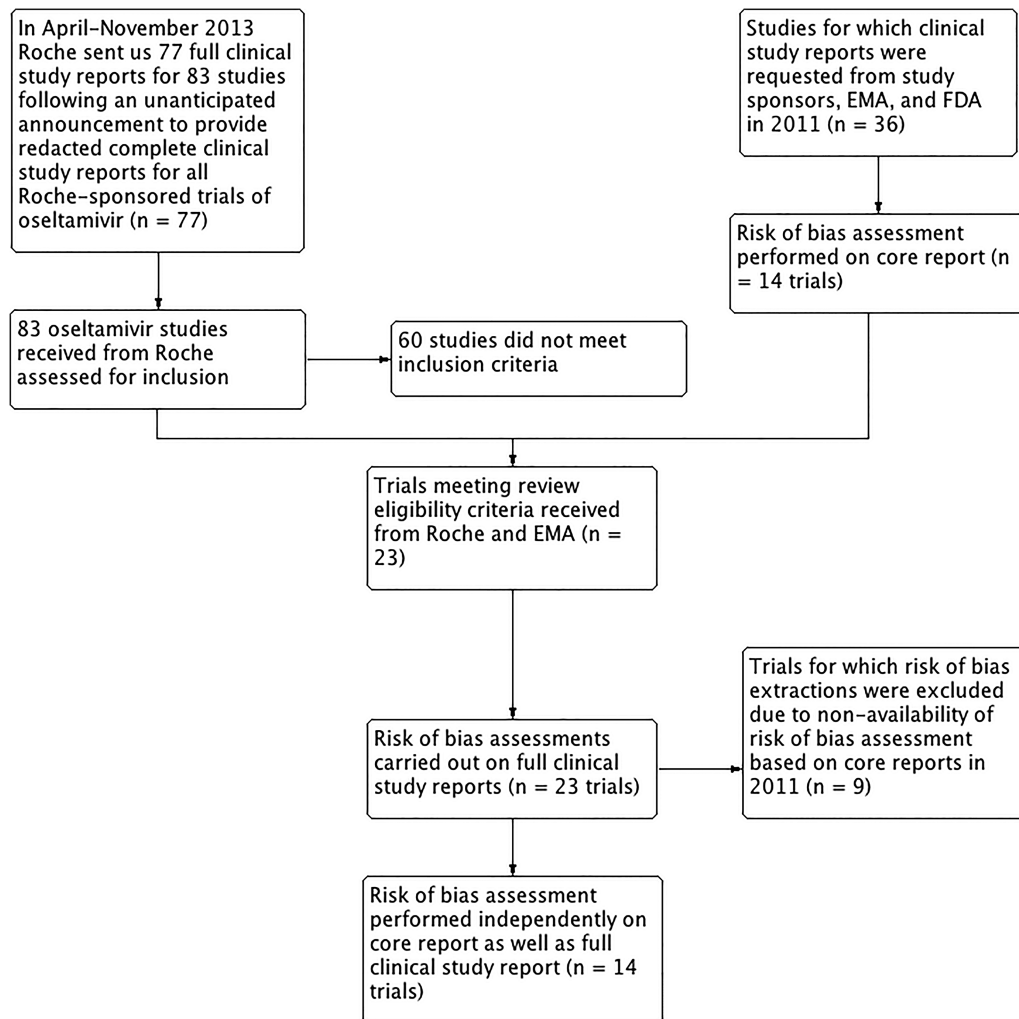 In April–November 2013
Roche sent us 77 full clinical
study reports for 83 studies
following an unanticipated
announcement to provide
redacted complete clinical
study reports for all
Roche–sponsored trials of
oseltamivir (n = 77)
Studies for which clinical
study reports were
requested from study
sponsors, EMA, and FDA
in 2011 (n = 36)
Risk of bias assessment
performed on core report (n
= 14 trials)
83 oseltamivir studies
received from Roche
assessed for inclusion
60 studies did not meet
inclusion criteria
Trials meeting review
eligibility criteria received
from Roche and EMA (n =
23)
Risk of bias assessments
carried out on full clinical
study reports (n = 23 trials)
Trials for which risk of bias
extractions were excluded
due to non–availability of
risk of bias assessment
based on core reports in
2011 (n = 9)
Risk of bias assessment
performed independently on
core report as well as full
clinical study report (n = 14
trials)